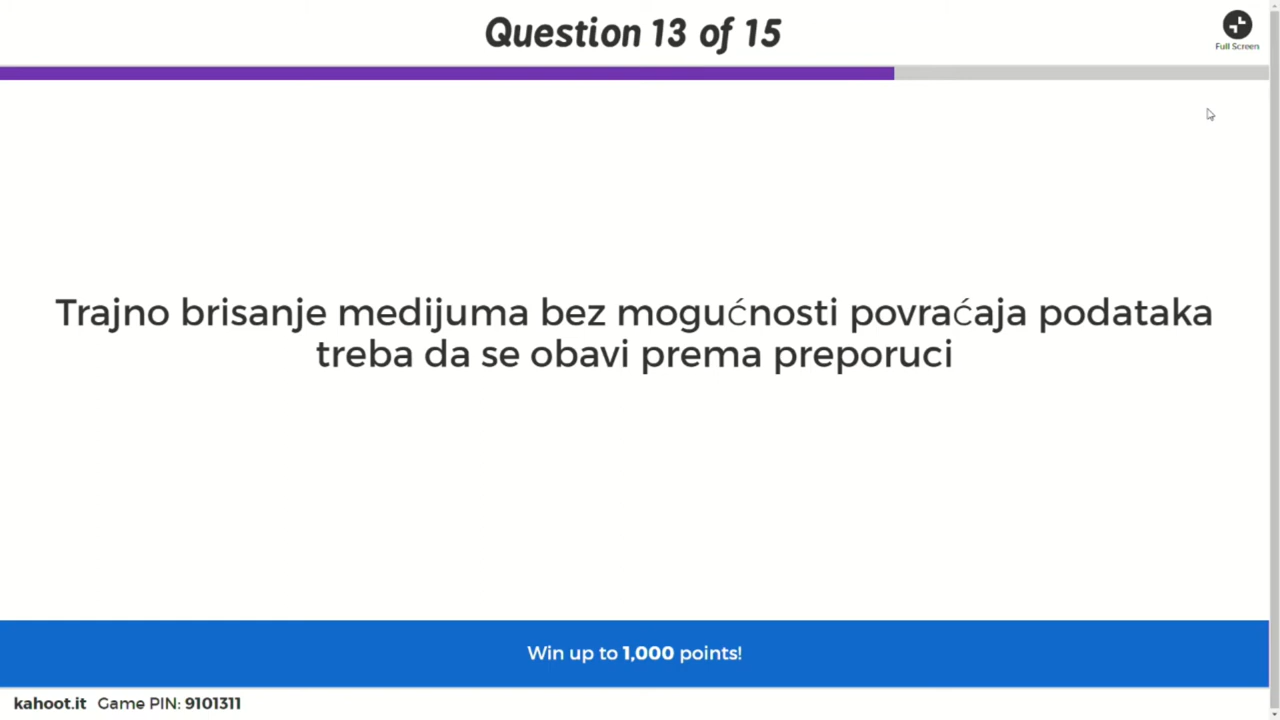 Question 13 of 15
Full Screen
Trajno brisanje medijuma bez mogućnosti povraćaja podataka
treba da se obavi prema preporuci
Win up to 1,000 points!
kahoot.it Game PIN: 9101311